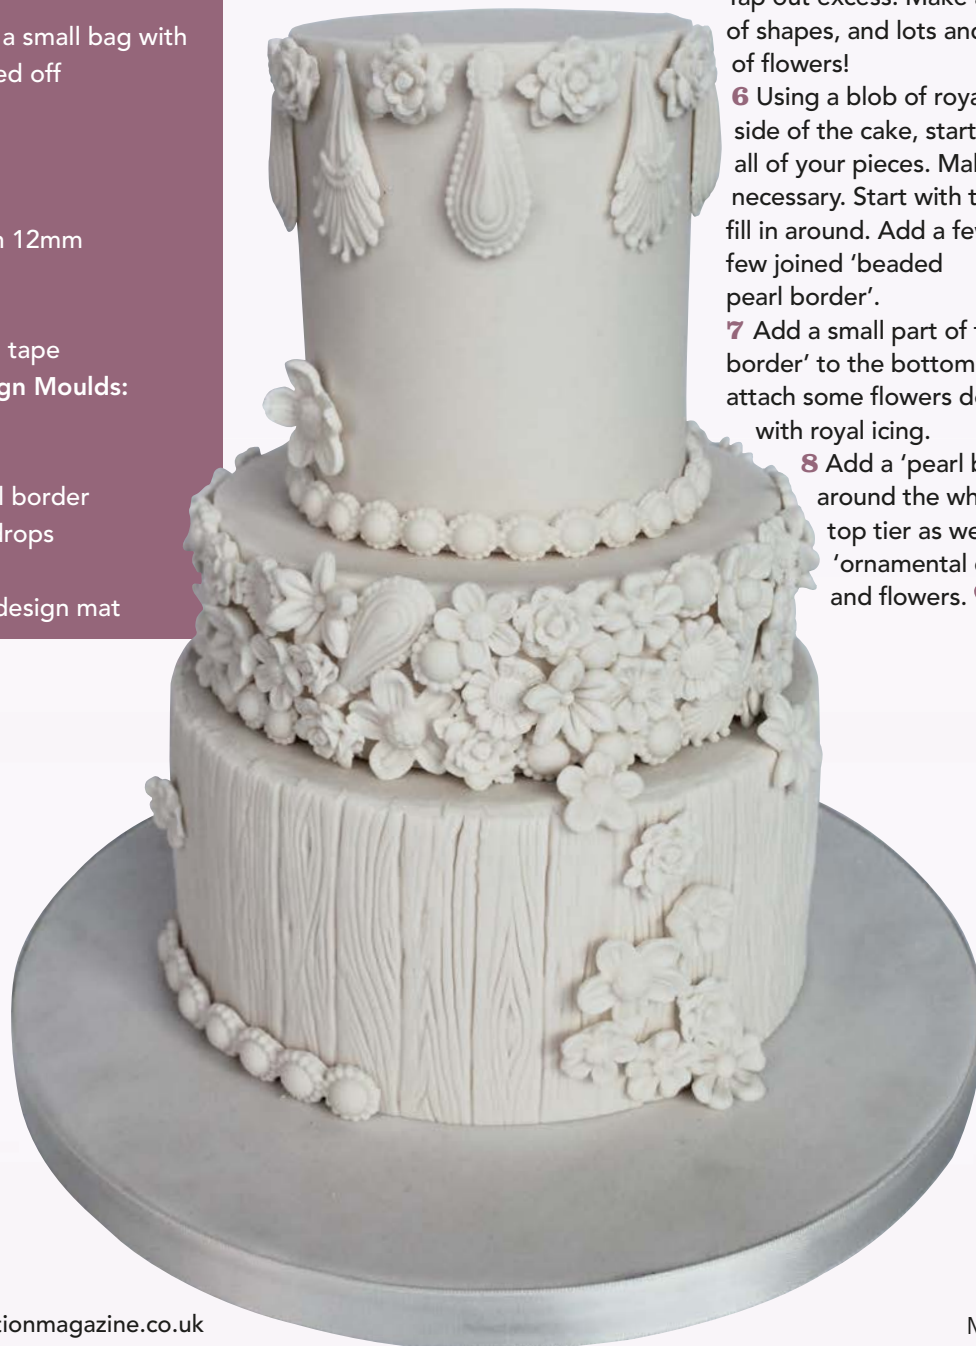 a small bag with
ed off
12mm
tape
gn Moulds:
border
drops
design mat
out excess. Make
of shapes, and lots and
of flowers!
6 Using a blob of roya
side of the cake, start
all of your pieces. Mak
necessary. Start with t
fill in around. Add a few
few joined ‘beaded
pearl border’.
7 Add a small part of
border’ to the bottom
attach some flowers do
with royal icing.
8 Add a ‘pearl b
around the wh
top tier as we
‘ornamental
and flowers.
tionmagazine.co.uk